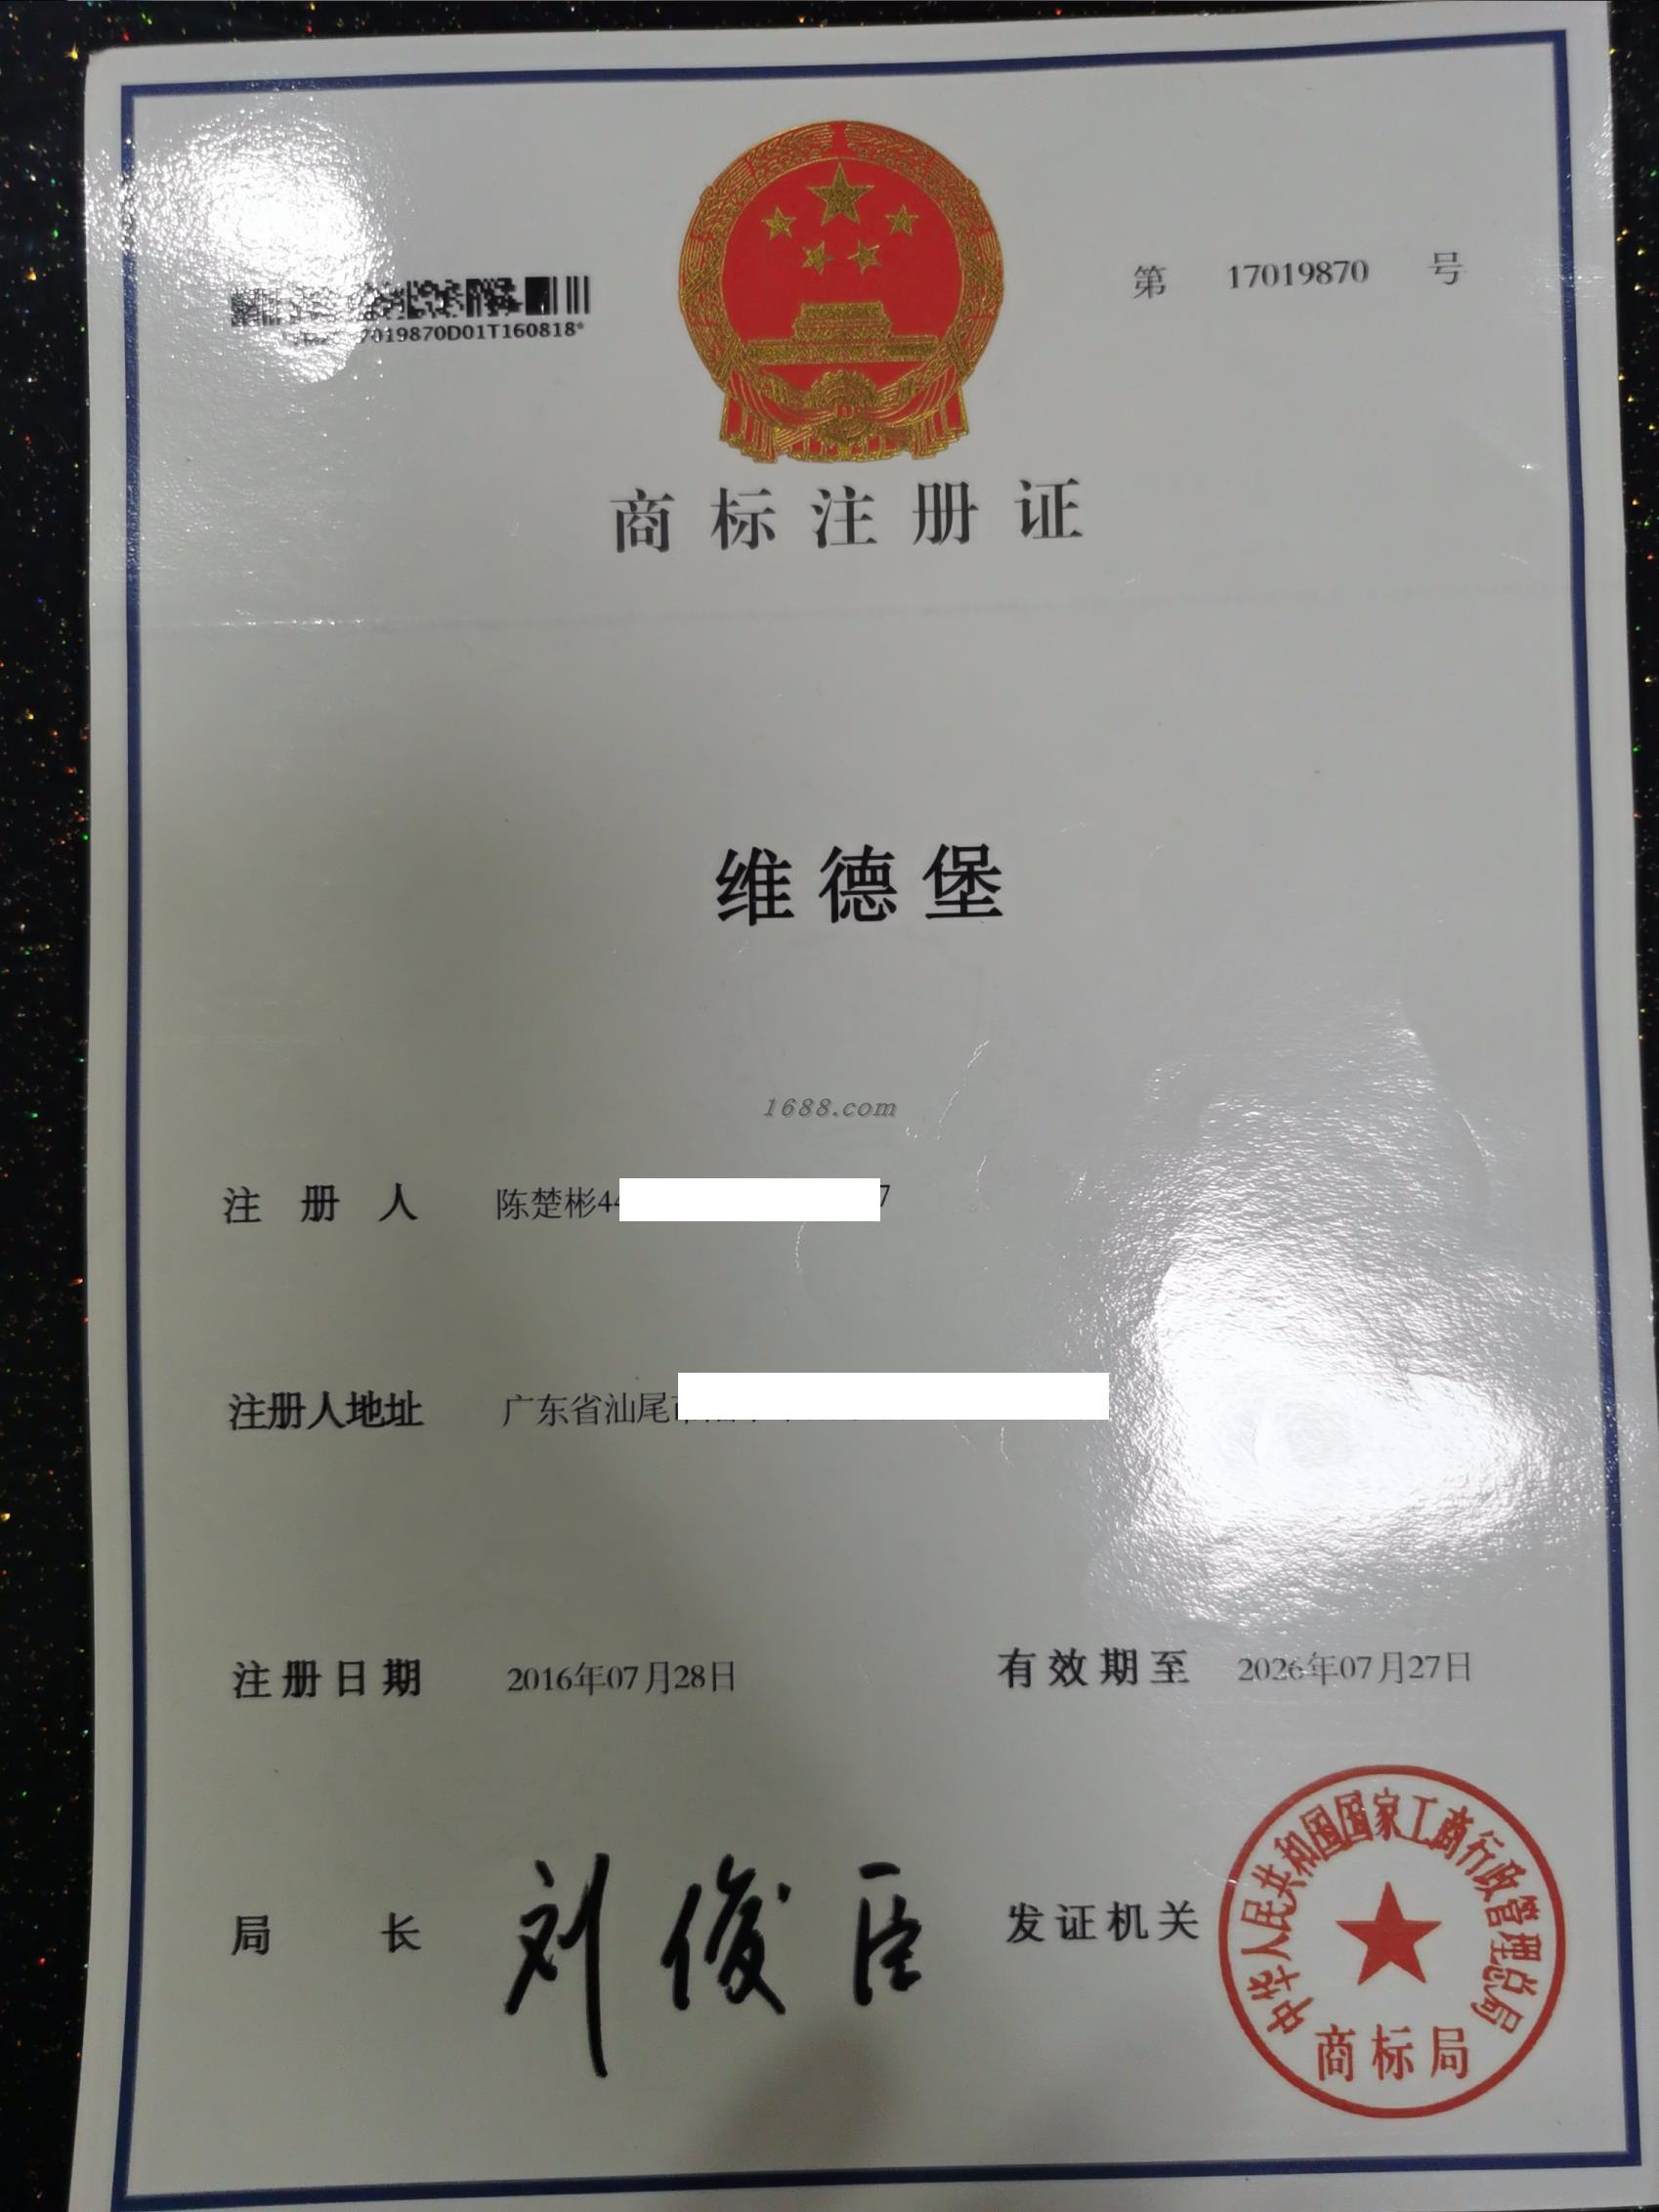 第 17019870 号
7019870D01T160818*
商标注册证
维德堡
1688.com
注册人 陈楚彬44 7
注册人地址 广东省汕尾
注册日期 2016年07月28日 有效期至 2026年07月27日
局长 刘俊臣 发证机关
中华人民共和国国家工商行政管理总局
商标局